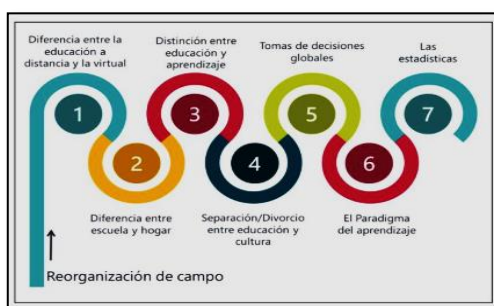 Diferencia entre la
educación a
distancia y la virtual
Distinción entre
educación y
aprendizaje
Tomas de decisiones
globales
Las
estadísticas
1
2
3
4
5
6
7
Diferencia entre
escuela y hogar
Separación/Divorcio
entre educación y
cultura
El Paradigma
del aprendizaje
Reorganización de campo